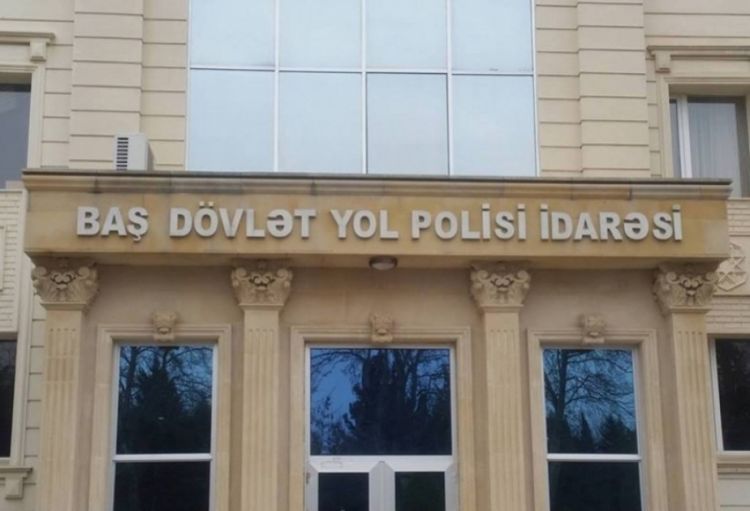 BAŞ DÖVLƏT YOL POLİSİ İDARƏSİ